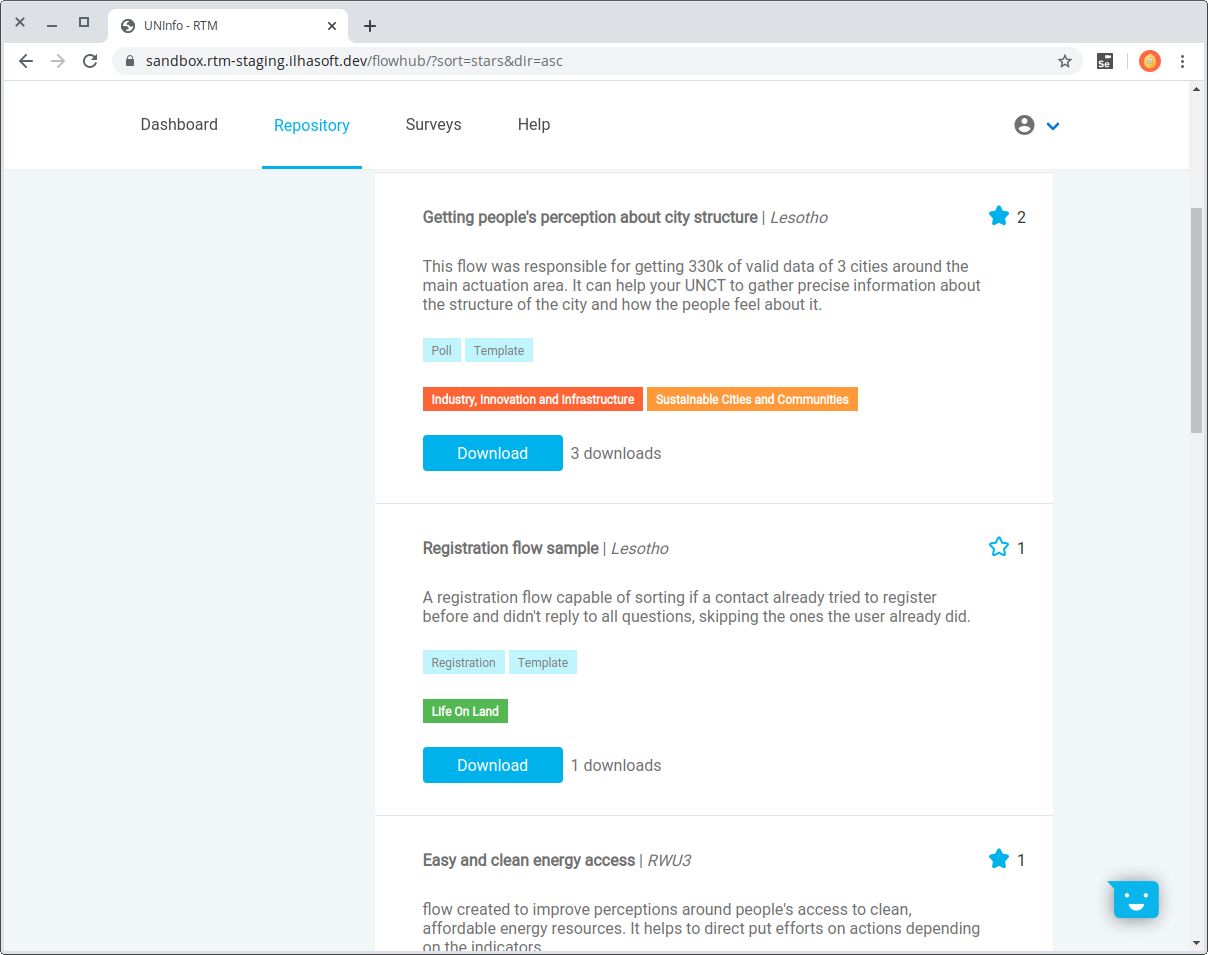 UNInfo - RTM
sandbox.rtm-staging.ilhasoft.dev/flowhub/?sort=stars&dir=asc
Se
Dashboard Repository Surveys Help
Getting people's perception about city structure | Lesotho 2
This flow was responsible for getting 330k of valid data of 3 cities around the
main actuation area. It can help your UNCT to gather precise information about
the structure of the city and how the people feel about it.
Poll Template
Industry, Innovation and Infrastructure Sustainable Cities and Communities
Download 3 downloads
Registration flow sample | Lesotho 1
A registration flow capable of sorting if a contact already tried to register
before and didn't reply to all questions, skipping the ones the user already did.
Registration Template
Life On Land
Download 1 downloads
Easy and clean energy access | RWU3 1
flow created to improve perceptions around people's access to clean,
affordable energy resources. It helps to direct put efforts on actions depending
on the indicators